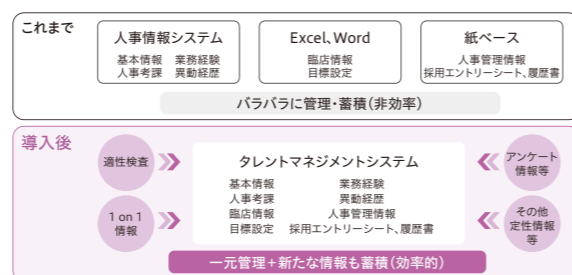 これまで
人事情報システム
基本情報 業務経験
人事考課 異動経歴
Excel、Word
臨店情報
目標設定
紙ベース
人事管理情報
採用エントリーシート、履歴書
バラバラに管理・蓄積(非効率)
導入後
適性検査
1 on 1
情報
タレントマネジメントシステム
基本情報 業務経験
人事考課 異動経歴
臨店情報 人事管理情報
目標設定 採用エントリーシート、履歴書
アンケート
情報等
その他
定性情報
等
一元管理+新たな情報も蓄積(効率的)